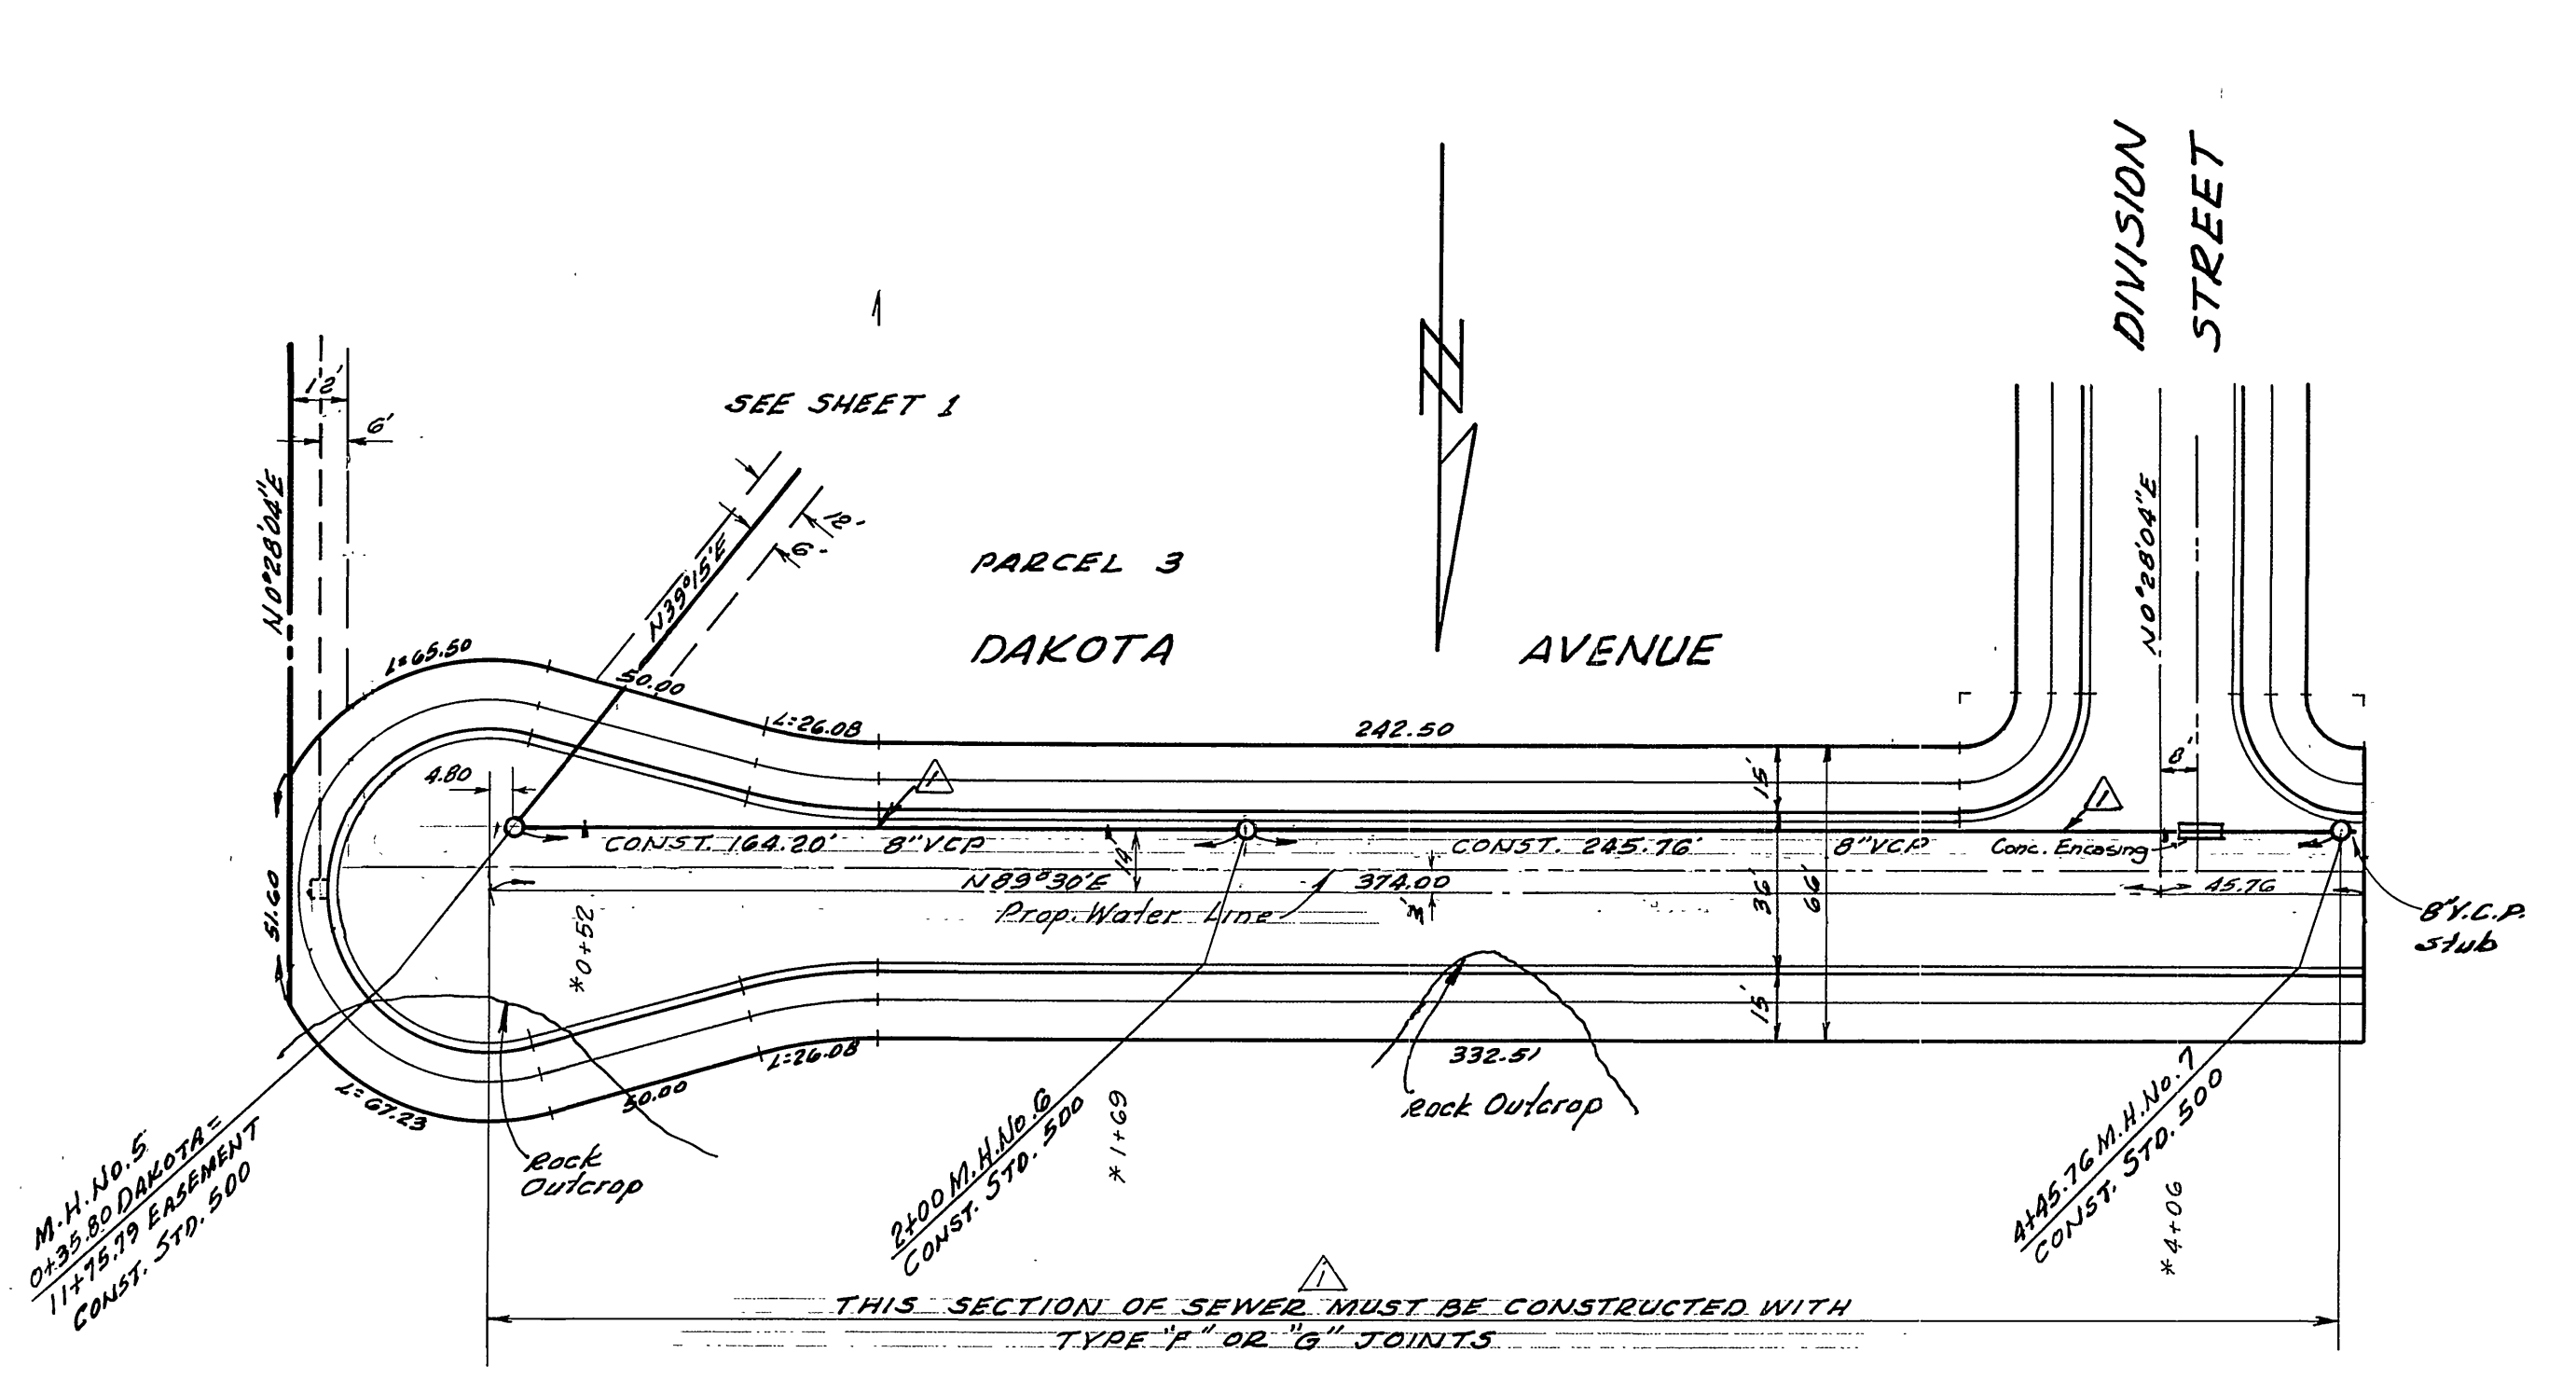 DIVISION
STREET
N
12'
6'
SEE SHEET 1
N0°28'04"E
12'
6'
N39°15'E
PARCEL 3
N0°28'04"E
DAKOTA AVENUE
L=65.50
50.00
L=26.08
242.50
4.80
1
15'
8'
1
CONST. 164.20' 8"VCP
14'
CONST. 245.76' 8"VCP
Conc. Encasing
N89°30'E
374.00
36'
66'
45.76
Prop. Water Line
8"V.C.P.
Stub
51.60
*0+52
15'
L=26.08
332.51
50.00
L=67.23
Rock Outcrop
Rock
Outcrop
M.H. No. 5
0+35.80 DAKOTA=
11+75.79 EASEMENT
CONST. STD. 500
2+00 M.H. No. 6
CONST. STD. 500
*1+69
4+45.76 M.H. No. 7
CONST. STD. 500
*4+06
1
THIS SECTION OF SEWER MUST BE CONSTRUCTED WITH
TYPE "F" OR "G" JOINTS